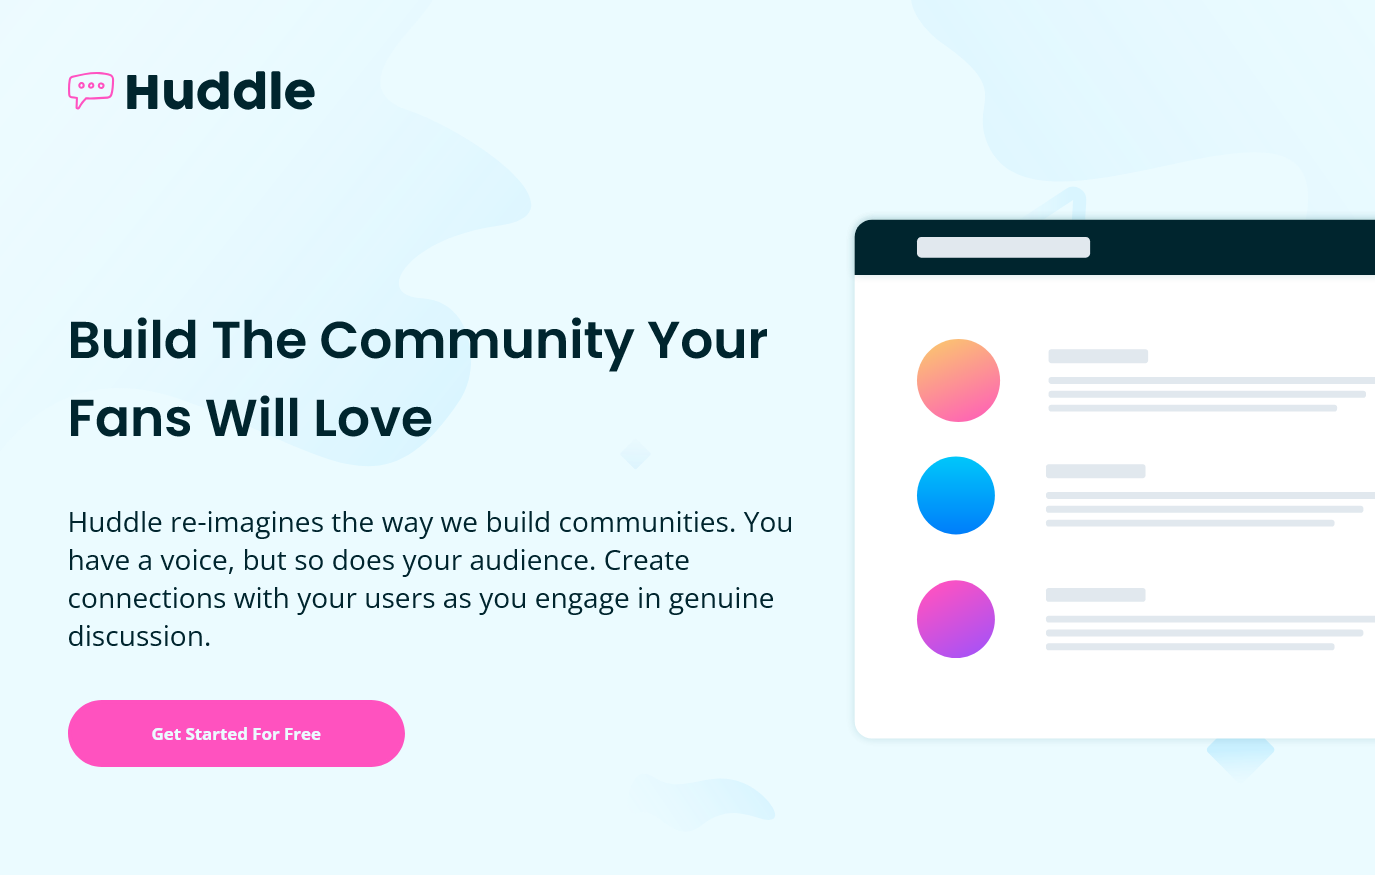 Huddle
Build The Community Your
Fans Will Love
Huddle re-imagines the way we build communities. You
have a voice, but so does your audience. Create
connections with your users as you engage in genuine
discussion.
Get Started For Free